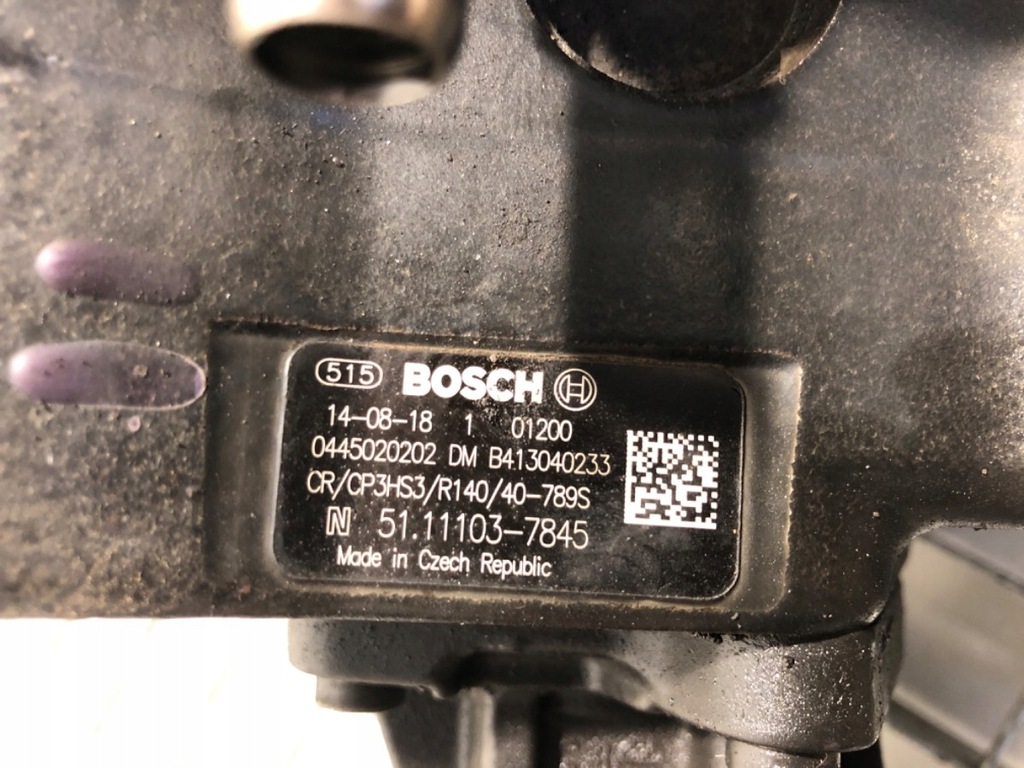 515 BOSCH
14-08-18 1 01200
0445020202 DM B413040233
CR/CP3HS3/R140/40-789S
N 51.11103-7845
Made in Czech Republic